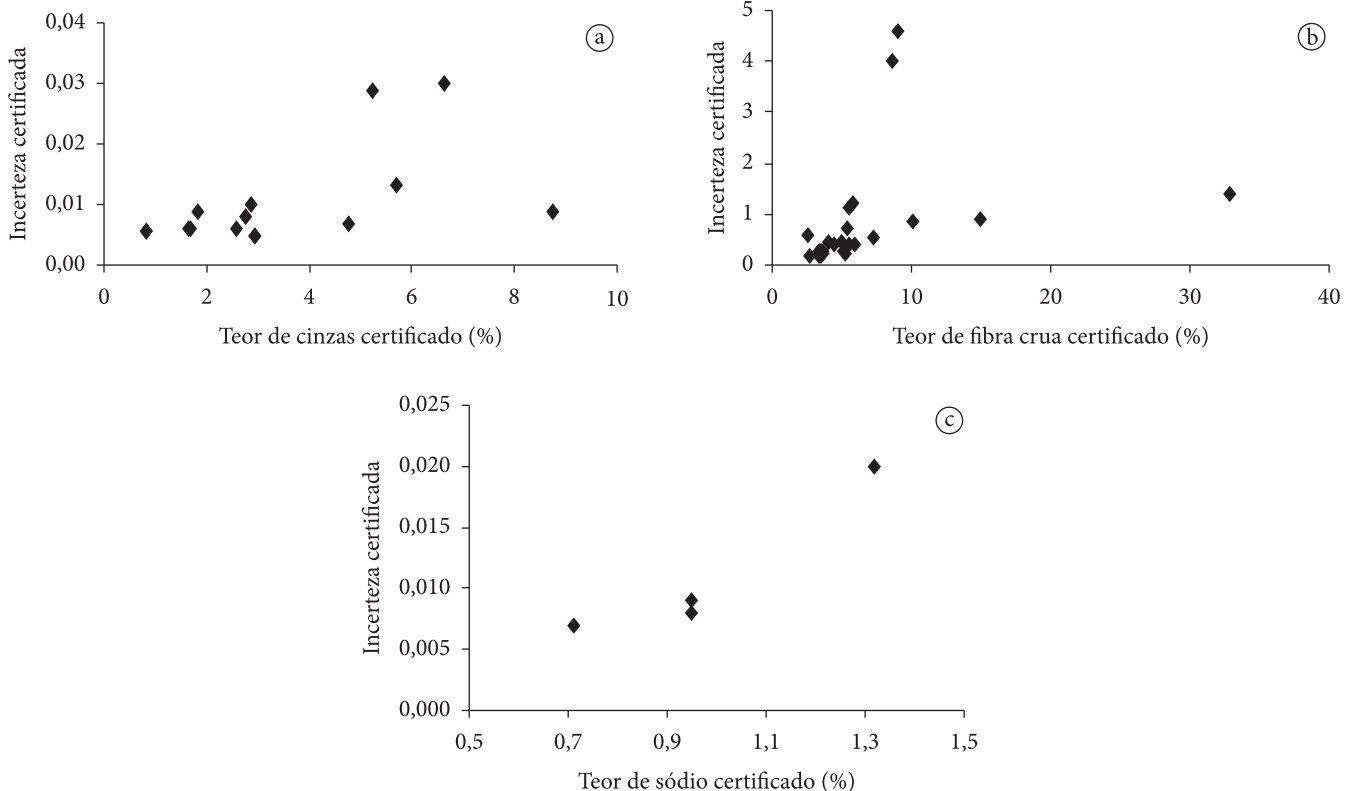 0,04
0,03
0,02
0,01
0,00
Incerteza certificada
a
0 2 4 6 8 10
Teor de cinzas certificado (%)
5
4
3
2
1
0
Incerteza certificada
b
0 10 20 30 40
Teor de fibra crua certificado (%)
0,025
0,020
0,015
0,010
0,005
0,000
Incerteza certificada
c
0,5 0,7 0,9 1,1 1,3 1,5
Teor de sódio certificado (%)